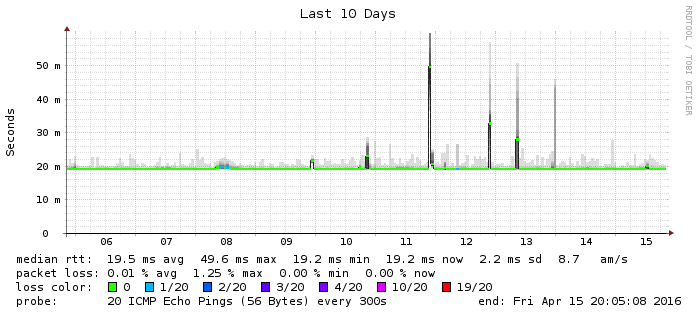 Last 10 Days
RRDTOOL / TOBI OETIKER
Seconds
50 m
40 m
30 m
20 m
10 m
0
06 07 08 09 10 11 12 13 14 15
median rtt: 19.5 ms avg 49.6 ms max 19.2 ms min 19.2 ms now 2.2 ms sd 8.7 am/s
packet loss: 0.01 % avg 1.25 % max 0.00 % min 0.00 % now
loss color: 0 1/20 2/20 3/20 4/20 10/20 19/20
probe: 20 ICMP Echo Pings (56 Bytes) every 300s end: Fri Apr 15 20:05:08 2016